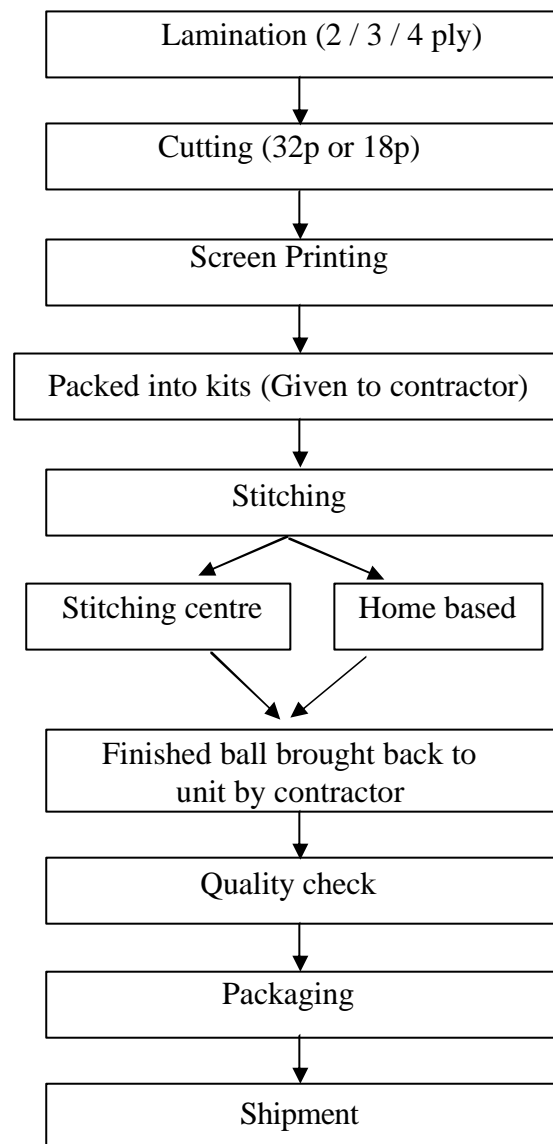 Lamination (2 / 3 / 4 ply)
Cutting (32p or 18p)
Screen Printing
Packed into kits (Given to contractor)
Stitching
Stitching centre
Home based
Finished ball brought back to
unit by contractor
Quality check
Packaging
Shipment